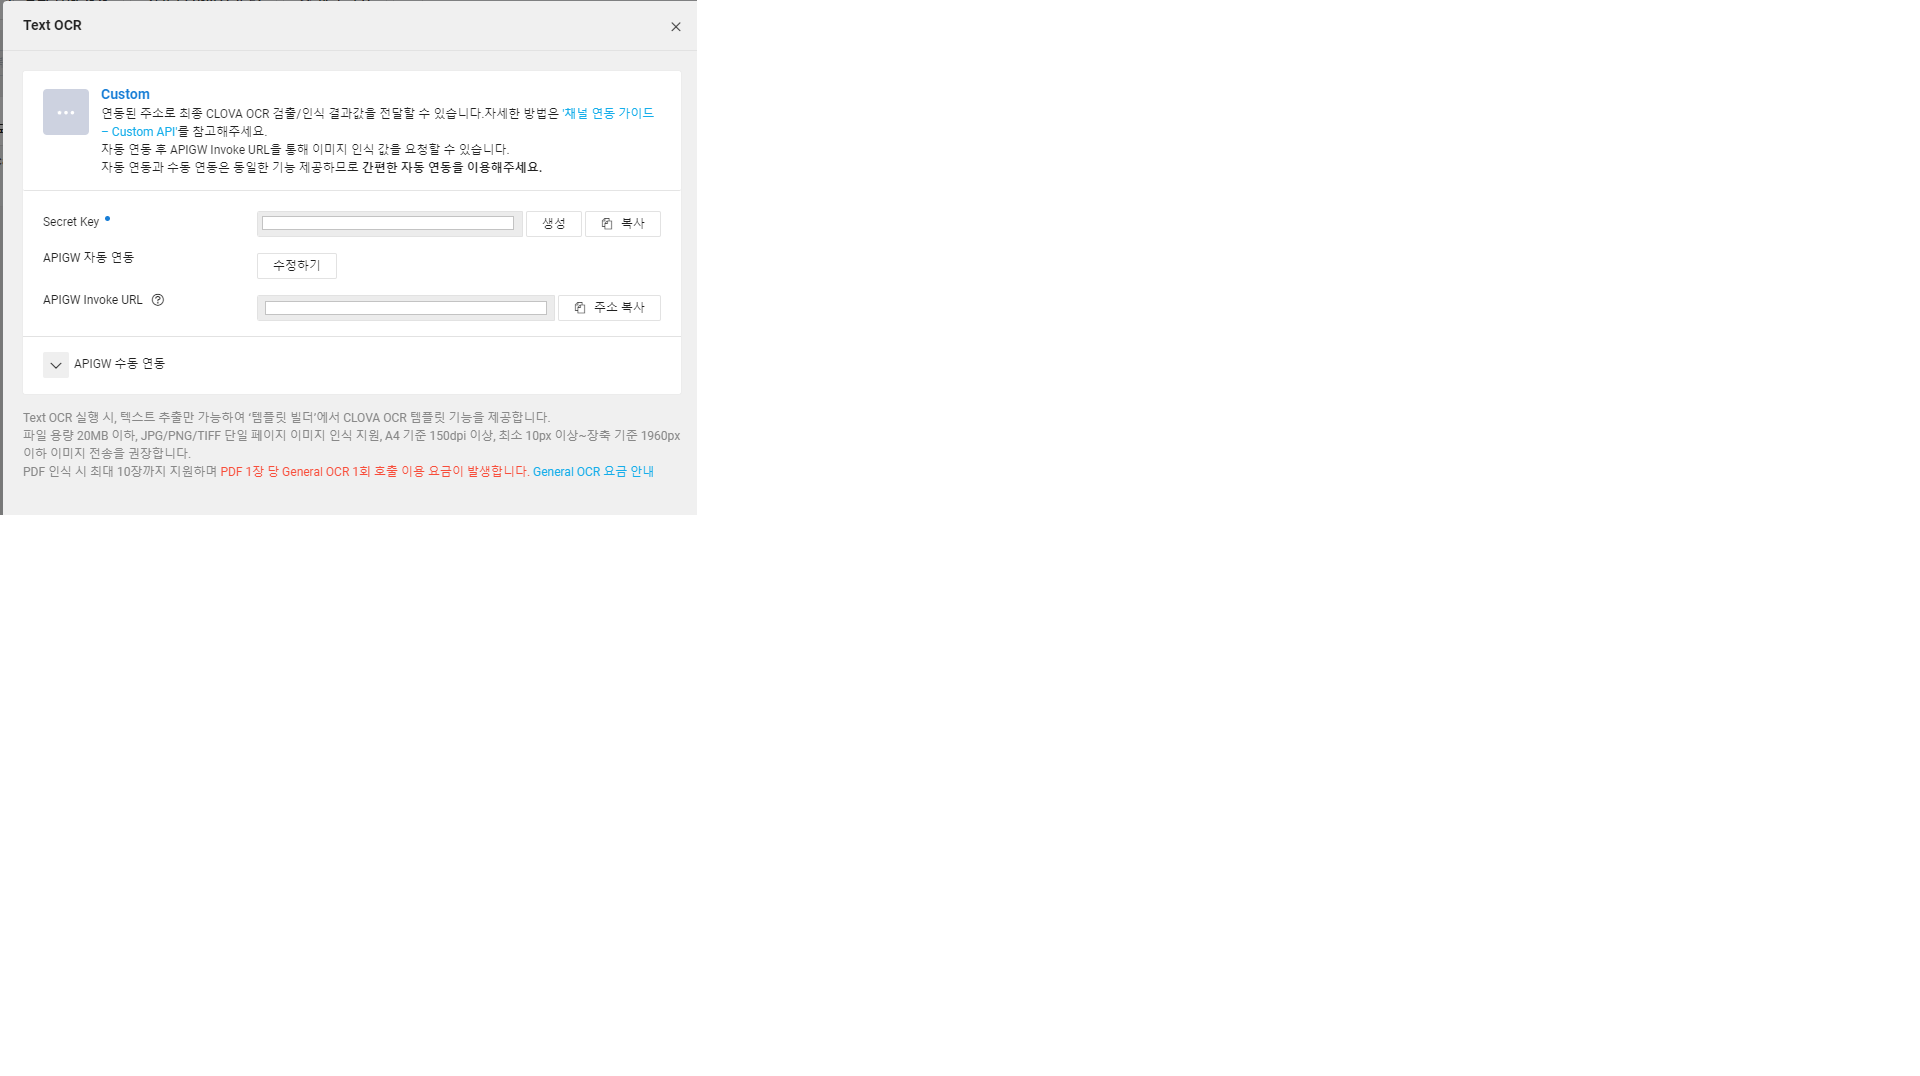 Text OCR
Custom
연동된 주소로 최종 CLOVA OCR 검출/인식 결과값을 전달할 수 있습니다.자세한 방법은 '채널 연동 가이드
– Custom API'를 참고해주세요.
자동 연동 후 APIGW Invoke URL을 통해 이미지 인식 값을 요청할 수 있습니다.
자동 연동과 수동 연동은 동일한 기능 제공하므로 간편한 자동 연동을 이용해주세요.
Secret Key 생성 복사
APIGW 자동 연동 수정하기
APIGW Invoke URL 주소 복사
APIGW 수동 연동
Text OCR 실행 시, 텍스트 추출만 가능하여 ‘템플릿 빌더’에서 CLOVA OCR 템플릿 기능을 제공합니다.
파일 용량 20MB 이하, JPG/PNG/TIFF 단일 페이지 이미지 인식 지원, A4 기준 150dpi 이상, 최소 10px 이상~장축 기준 1960px
이하 이미지 전송을 권장합니다.
PDF 인식 시 최대 10장까지 지원하며 PDF 1장 당 General OCR 1회 호출 이용 요금이 발생합니다. General OCR 요금 안내